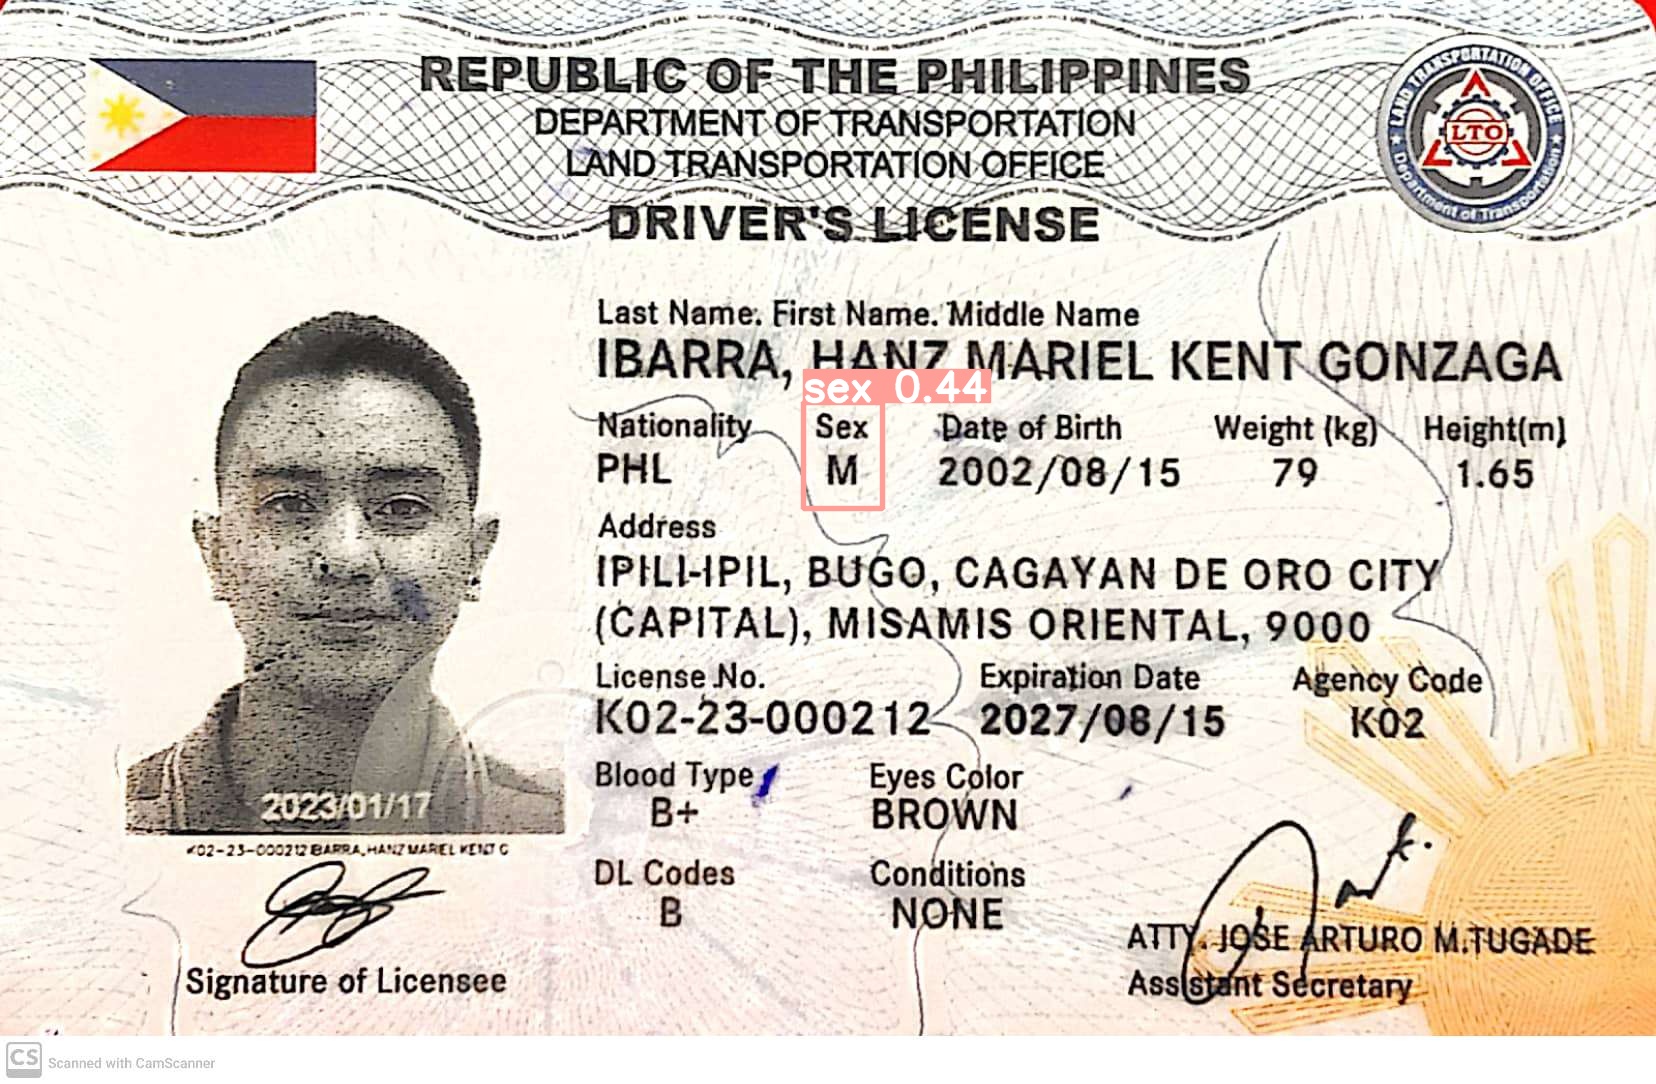 REPUBLIC OF THE PHILIPPINES
DEPARTMENT OF TRANSPORTATION
LAND TRANSPORTATION OFFICE
LAND TRANSPORTATION OFFICE
LTO
Department of Transportation
DRIVER'S LICENSE
Last Name. First Name. Middle Name
IBARRA, HANZ MARIEL KENT GONZAGA
sex 0.44
Nationality Sex Date of Birth Weight (kg) Height(m)
PHL M 2002/08/15 79 1.65
Address
IPILI-IPIL, BUGO, CAGAYAN DE ORO CITY
(CAPITAL), MISAMIS ORIENTAL, 9000
License No. Expiration Date Agency Code
K02-23-000212 2027/08/15 K02
Blood Type Eyes Color
B+ BROWN
2023/01/17
K02-23-000212 IBARRA, HANZ MARIEL KENT G
DL Codes Conditions
B NONE
ATTY. JOSE ARTURO M.TUGADE
Signature of Licensee Assistant Secretary
CS Scanned with CamScanner